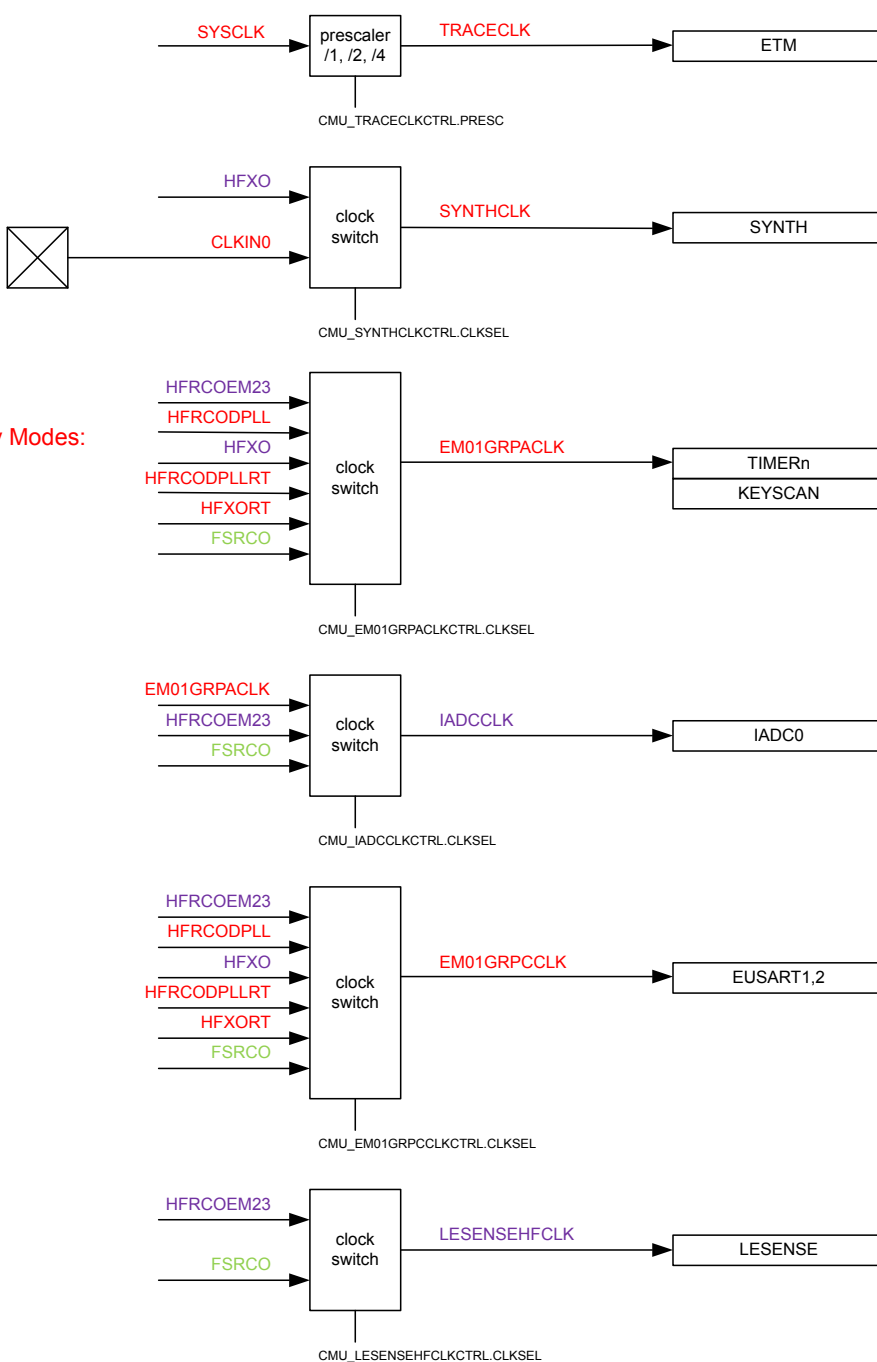 SYSCLK
prescaler
/1, /2, /4
TRACECLK
ETM
CMU_TRACECLKCTRL.PRESC
HFXO
CLKIN0
clock
switch
SYNTHCLK
SYNTH
CMU_SYNTHCLKCTRL.CLKSEL
Modes:
HFRCOEM23
HFRCODPLL
HFXO
HFRCODPLLRT
HFXORT
FSRCO
clock
switch
EM01GRPACLK
TIMERn
KEYSCAN
CMU_EM01GRPACLKCTRL.CLKSEL
EM01GRPACLK
HFRCOEM23
FSRCO
clock
switch
IADCCLK
IADC0
CMU_IADCCLKCTRL.CLKSEL
HFRCOEM23
HFRCODPLL
HFXO
HFRCODPLLRT
HFXORT
FSRCO
clock
switch
EM01GRPCCLK
EUSART1,2
CMU_EM01GRPCCLKCTRL.CLKSEL
HFRCOEM23
FSRCO
clock
switch
LESENSEHFCLK
LESENSE
CMU_LESENSEHFCLKCTRL.CLKSEL